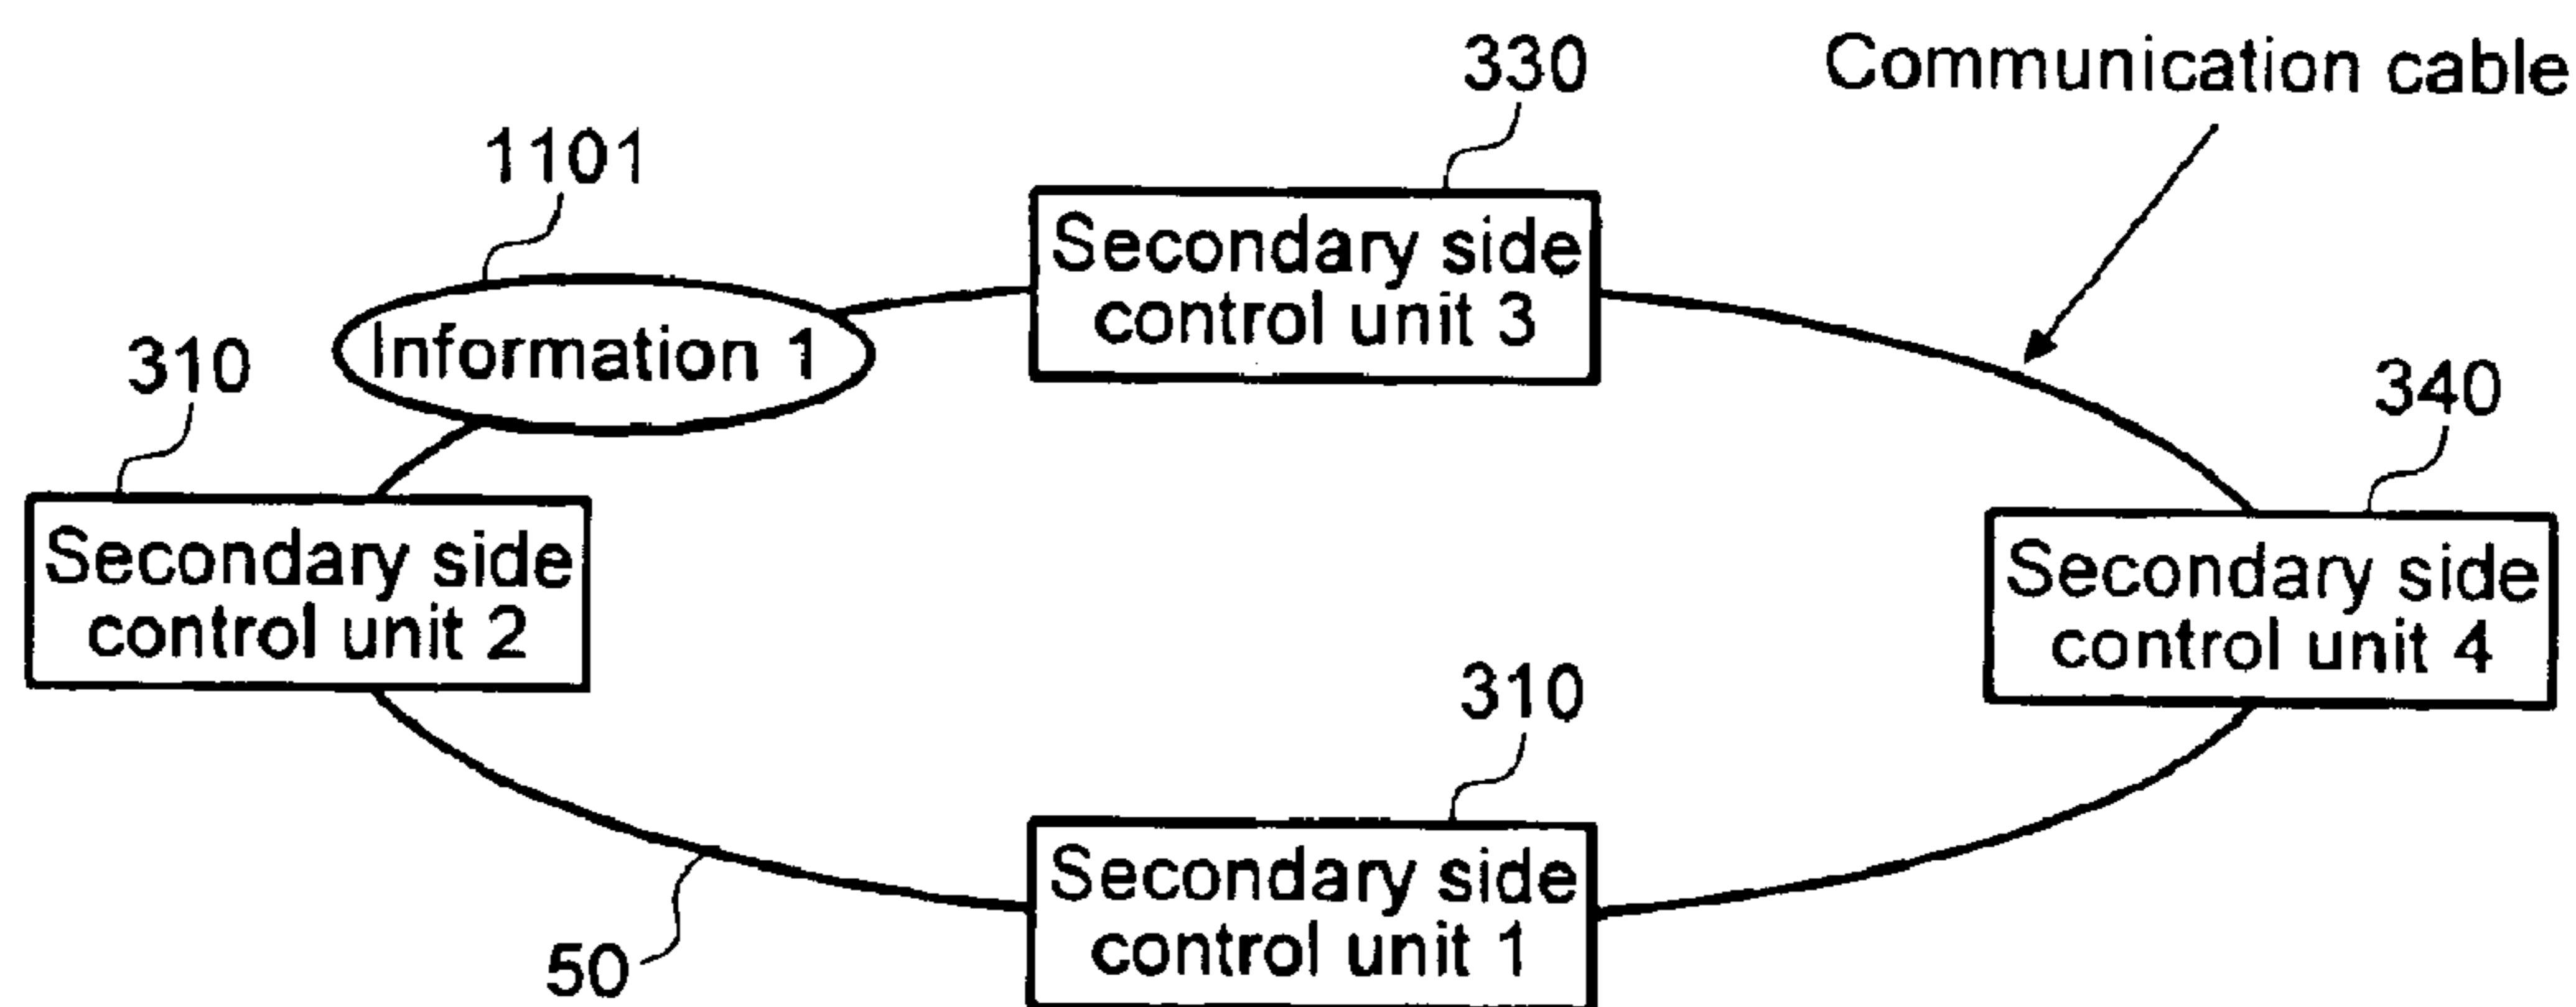 330
Communication cable
1101
Secondary side
control unit 3
Information 1
310
340
Secondary side
control unit 2
Secondary side
control unit 4
310
Secondary side
control unit 1
50